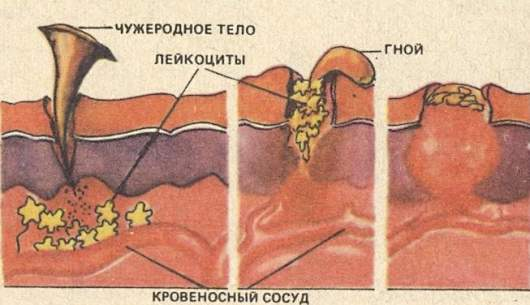 ЧУЖЕРОДНОЕ ТЕЛО
ЛЕЙКОЦИТЫ
ГНОЙ
КРОВЕНОСНЫЙ СОСУД